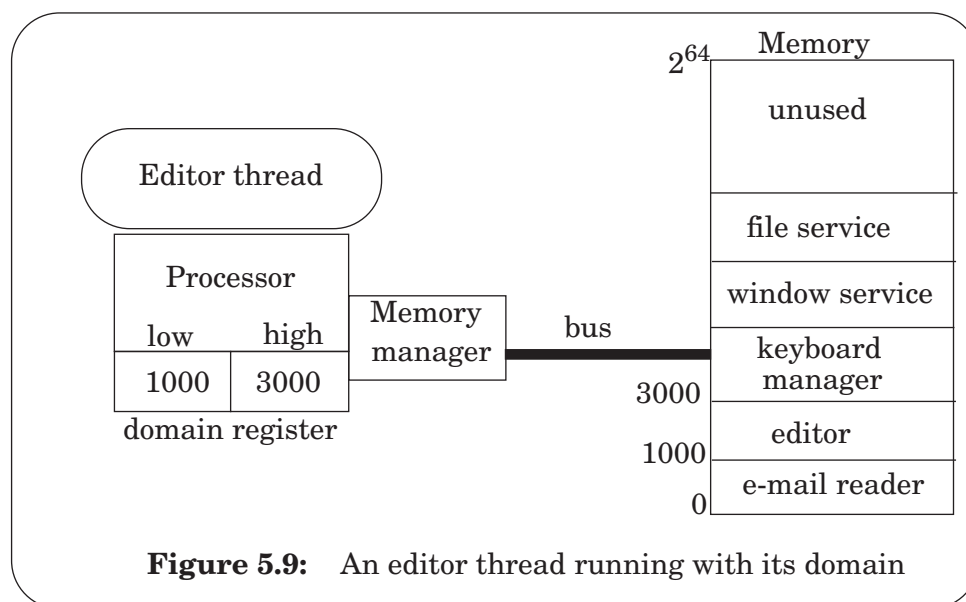 Memory
2^64
unused
Editor thread
file service
Processor
window service
low high
Memory
manager
bus
keyboard
manager
1000 3000
3000
domain register
editor
1000
e-mail reader
0
Figure 5.9: An editor thread running with its domain